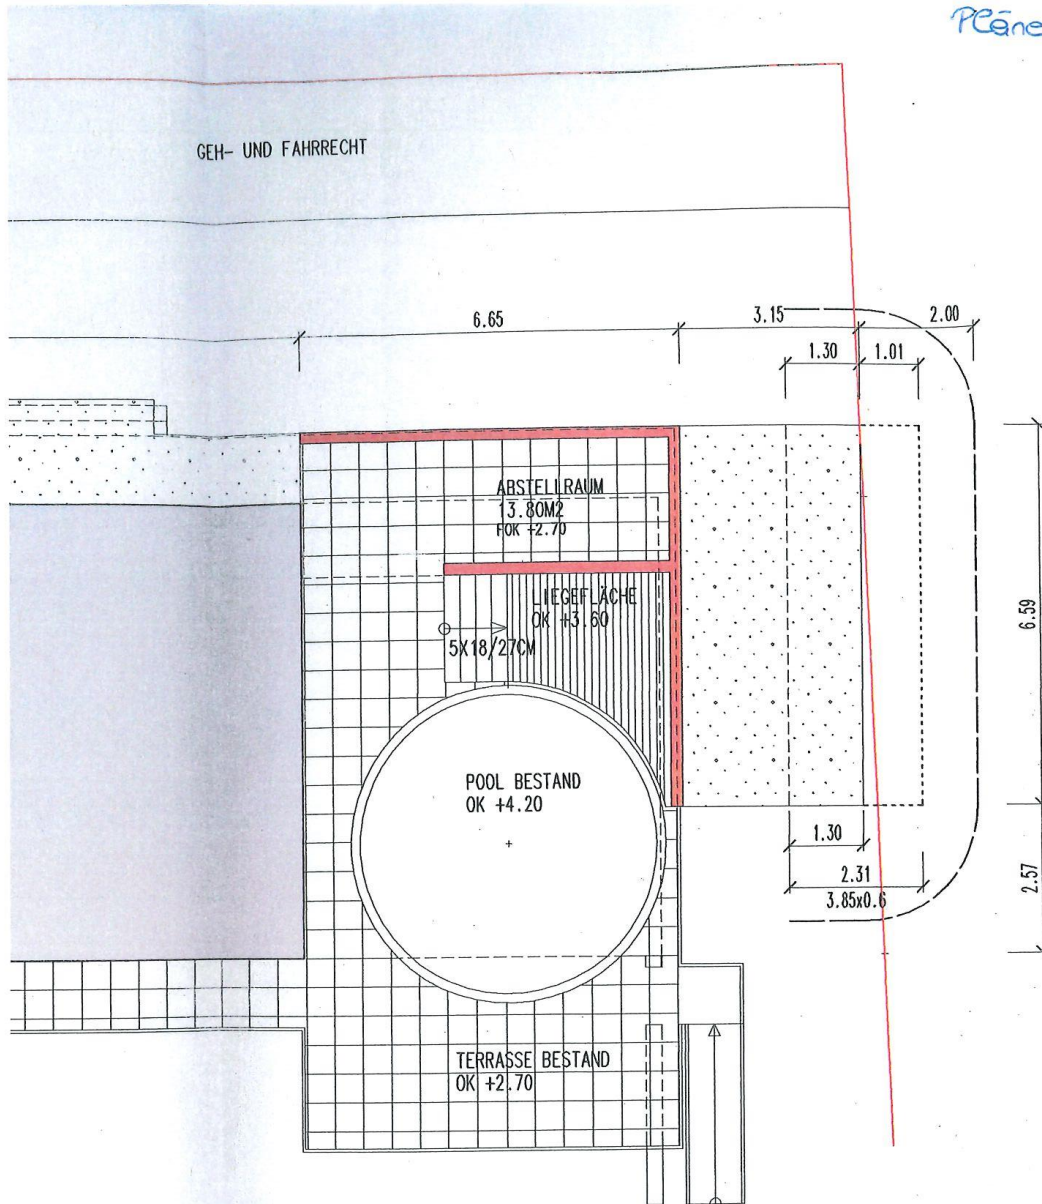 Pläne
GEH- UND FAHRRECHT
6.65
3.15
2.00
1.30
1.01
ABSTELLRAUM
13.80M2
FOK +2.70
LIEGEFLÄCHE
OK +3.60
5X18/27CM
6.59
POOL BESTAND
OK +4.20
1.30
2.31
3.85x0.6
2.57
TERRASSE BESTAND
OK +2.70